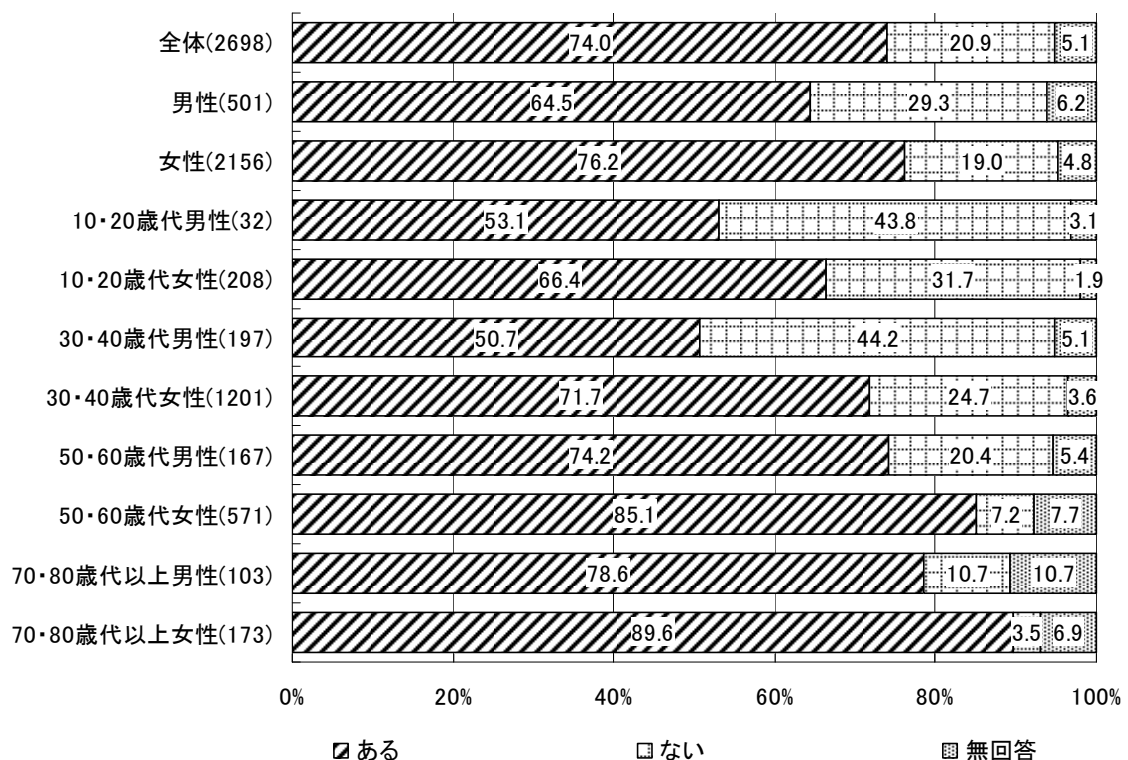 全体(2698) 74.0 20.9 5.1
男性(501) 64.5 29.3 6.2
女性(2156) 76.2 19.0 4.8
10・20歳代男性(32) 53.1 43.8 3.1
10・20歳代女性(208) 66.4 31.7 1.9
30・40歳代男性(197) 50.7 44.2 5.1
30・40歳代女性(1201) 71.7 24.7 3.6
50・60歳代男性(167) 74.2 20.4 5.4
50・60歳代女性(571) 85.1 7.2 7.7
70・80歳代以上男性(103) 78.6 10.7 10.7
70・80歳代以上女性(173) 89.6 3.5 6.9
0% 20% 40% 60% 80% 100%
ある ない 無回答